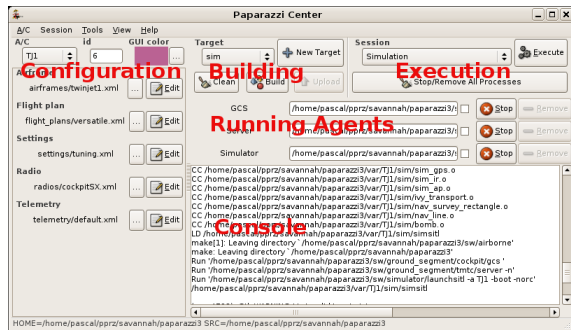 Paparazzi Center
A/C Session Tools View Help
A/C id GUI color
TJ1 6 ...
Target
sim New Target
Session
Simulation Execute
Configuration
Building
Execution
Clean Build Upload
Stop/Remove All Processes
Airframe
airframes/twinjet1.xml ... Edit
Flight plan
flight_plans/versatile.xml ... Edit
Settings
settings/tuning.xml ... Edit
Radio
radios/cockpitSX.xml ... Edit
Telemetry
telemetry/default.xml ... Edit
GCS /home/pascal/pprz/savannah/paparazzi3/s Stop Remove
Running Agents
Server /home/pascal/pprz/savannah/paparazzi3/s Stop Remove
Simulator /home/pascal/pprz/savannah/paparazzi3/s Stop Remove
CC /home/pascal/pprz/savannah/paparazzi3/var/TJ1/sim/sim_gps.o
CC /home/pascal/pprz/savannah/paparazzi3/var/TJ1/sim/sim_ir.o
CC /home/pascal/pprz/savannah/paparazzi3/var/TJ1/sim/sim_ap.o
CC /home/pascal/pprz/savannah/paparazzi3/var/TJ1/sim/ivy_transport.o
CC /home/pascal/pprz/savannah/paparazzi3/var/TJ1/sim/nav_survey_rectangle.o
CC /home/pascal/pprz/savannah/paparazzi3/var/TJ1/sim/nav_line.o
CC /home/pascal/pprz/savannah/paparazzi3/var/TJ1/sim/bomb.o
LD /home/pascal/pprz/savannah/paparazzi3/var/TJ1/sim/simsitl
Console
make[1]: Leaving directory `/home/pascal/pprz/savannah/paparazzi3/sw/airborne'
make: Leaving directory `/home/pascal/pprz/savannah/paparazzi3'
Run '/home/pascal/pprz/savannah/paparazzi3/sw/ground_segment/cockpit/gcs '
Run '/home/pascal/pprz/savannah/paparazzi3/sw/ground_segment/tmtc/server -n'
Run '/home/pascal/pprz/savannah/paparazzi3/sw/simulator/launchsitl -a TJ1 -boot -norc'
/home/pascal/pprz/savannah/paparazzi3/var/TJ1/sim/simsitl
HOME=/home/pascal/pprz/savannah/paparazzi3 SRC=/home/pascal/pprz/savannah/paparazzi3